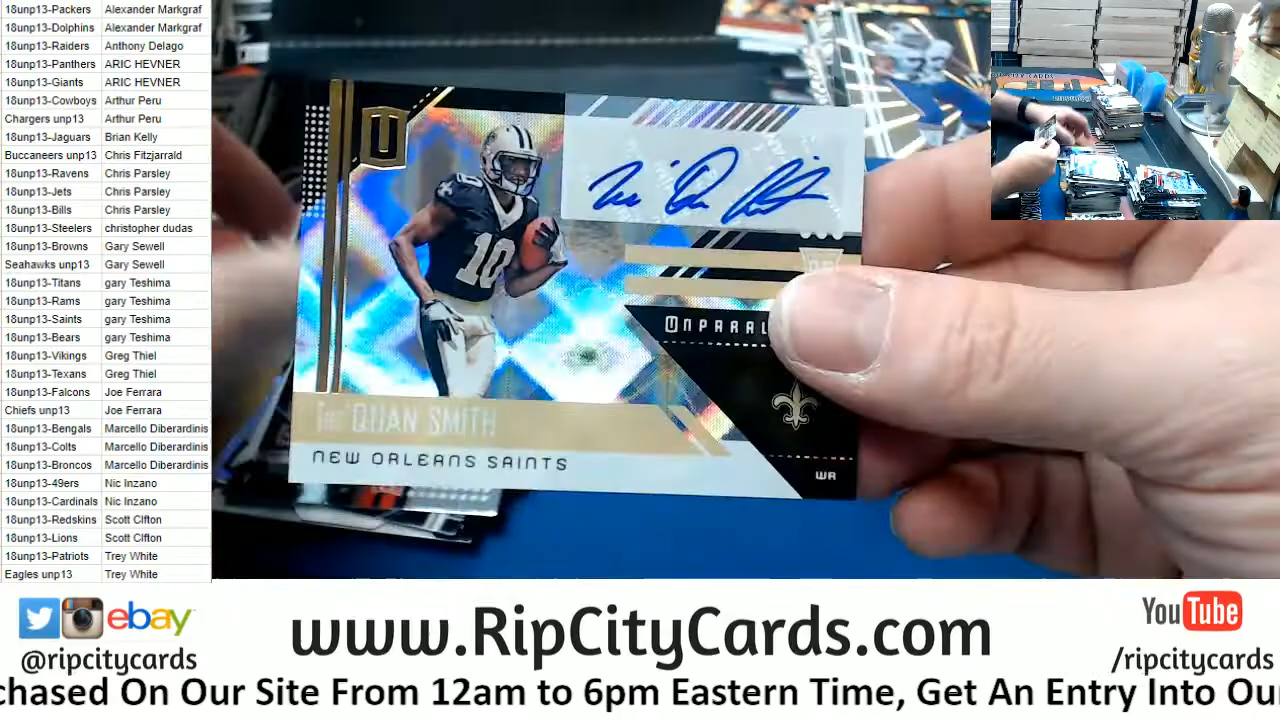 18unp13-Packers Alexander Markgraf
18unp13-Dolphins Alexander Markgraf
18unp13-Raiders Anthony Delago
18unp13-Panthers ARIC HEVNER
18unp13-Giants ARIC HEVNER
18unp13-Cowboys Arthur Peru
Chargers unp13 Arthur Peru
18unp13-Jaguars Brian Kelly
Buccaneers unp13 Chris Fitzjarrald
18unp13-Ravens Chris Parsley
18unp13-Jets Chris Parsley
18unp13-Bills Chris Parsley
18unp13-Steelers christopher dudas
18unp13-Browns Gary Sewell
Seahawks unp13 Gary Sewell
18unp13-Titans gary Teshima
18unp13-Rams gary Teshima
18unp13-Saints gary Teshima
18unp13-Bears gary Teshima
18unp13-Vikings Greg Thiel
18unp13-Texans Greg Thiel
18unp13-Falcons Joe Ferrara
Chiefs unp13 Joe Ferrara
18unp13-Bengals Marcello Diberardinis
18unp13-Colts Marcello Diberardinis
18unp13-Broncos Marcello Diberardinis
18unp13-49ers Nic Inzano
18unp13-Cardinals Nic Inzano
18unp13-Redskins Scott Clfton
18unp13-Lions Scott Clfton
18unp13-Patriots Trey White
Eagles unp13 Trey White
U
10
10
UNPARAL
Tre'QUAN SMITH
NEW ORLEANS SAINTS
WR
ebay
@ripcitycards
www.RipCityCards.com
YouTube
/ripcitycards
chased On Our Site From 12am to 6pm Eastern Time, Get An Entry Into Ou